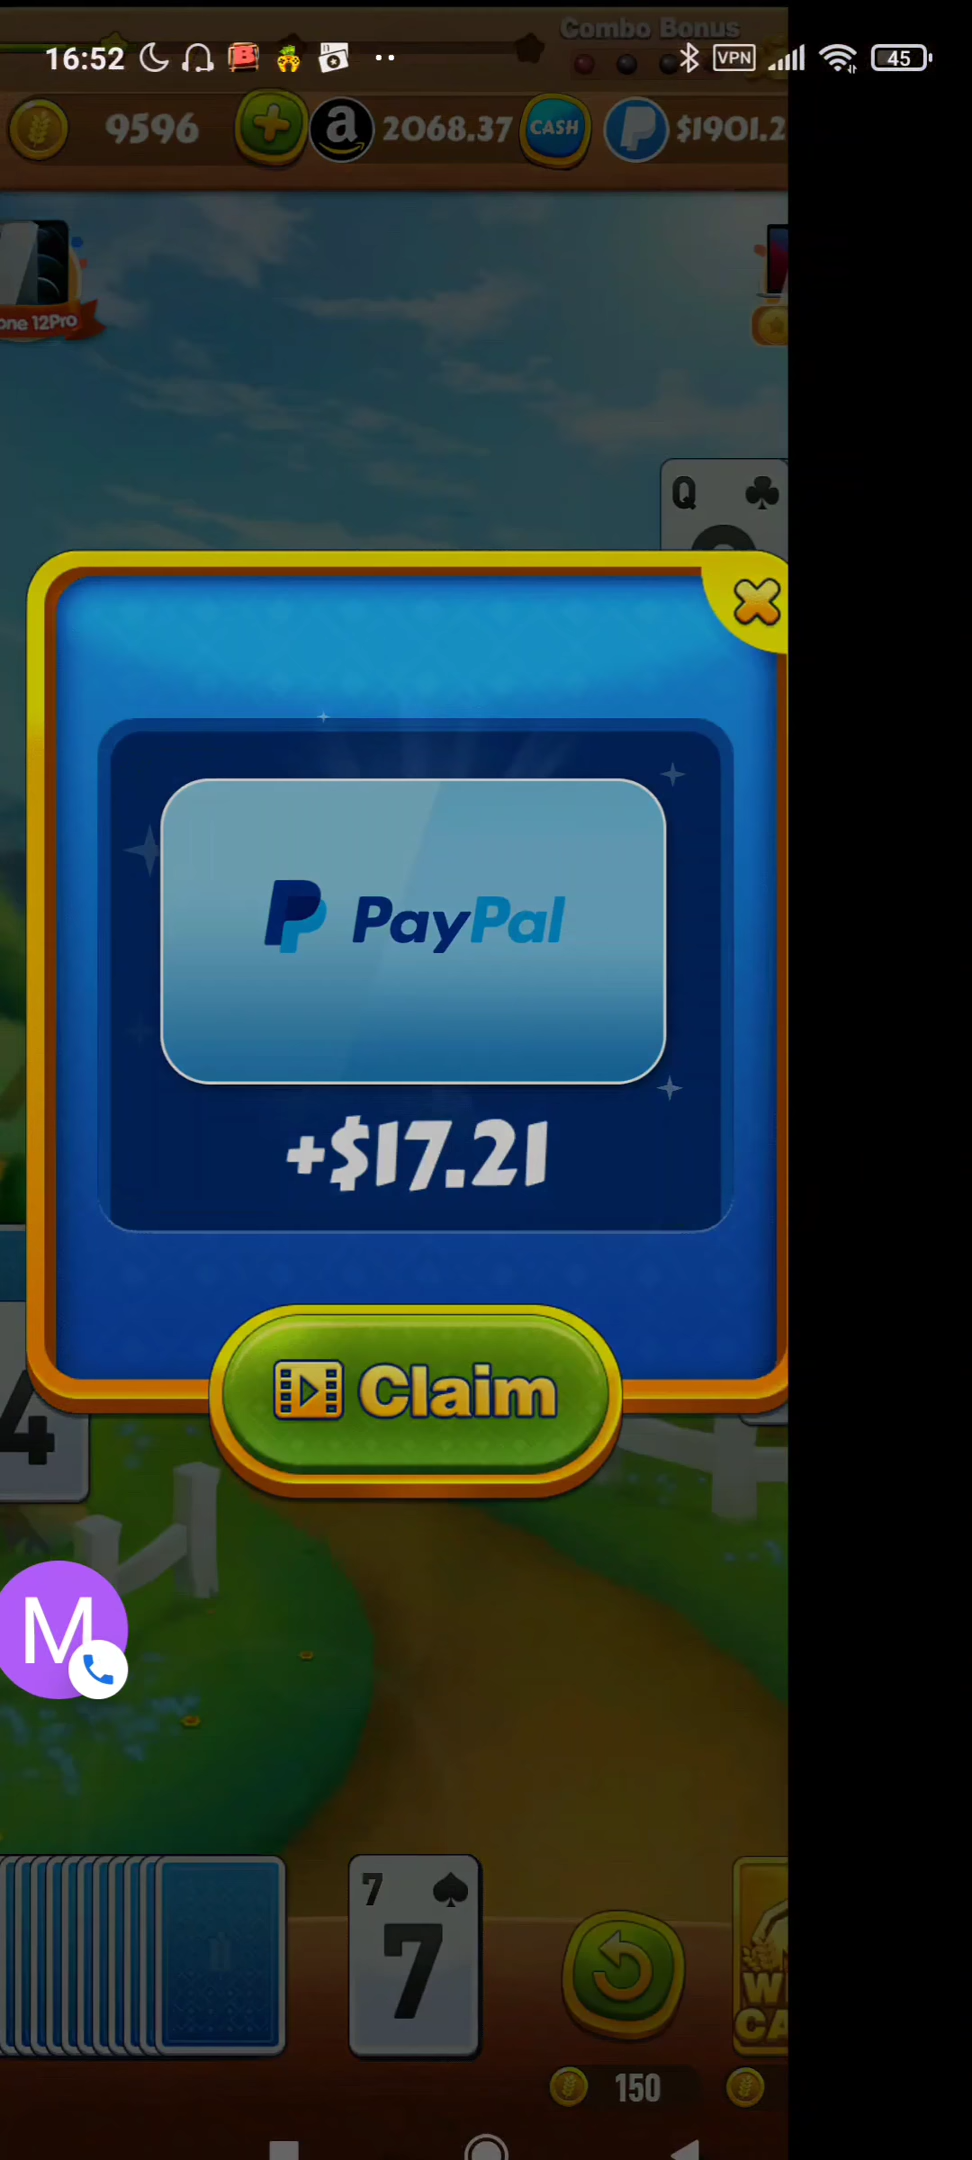 Combo Bonus
16:52 VPN 45
9596 2068.37 CASH $1901.2
one 12Pro
Q
PayPal
+$17.21
Claim
4
M
7
7
W
CA
150